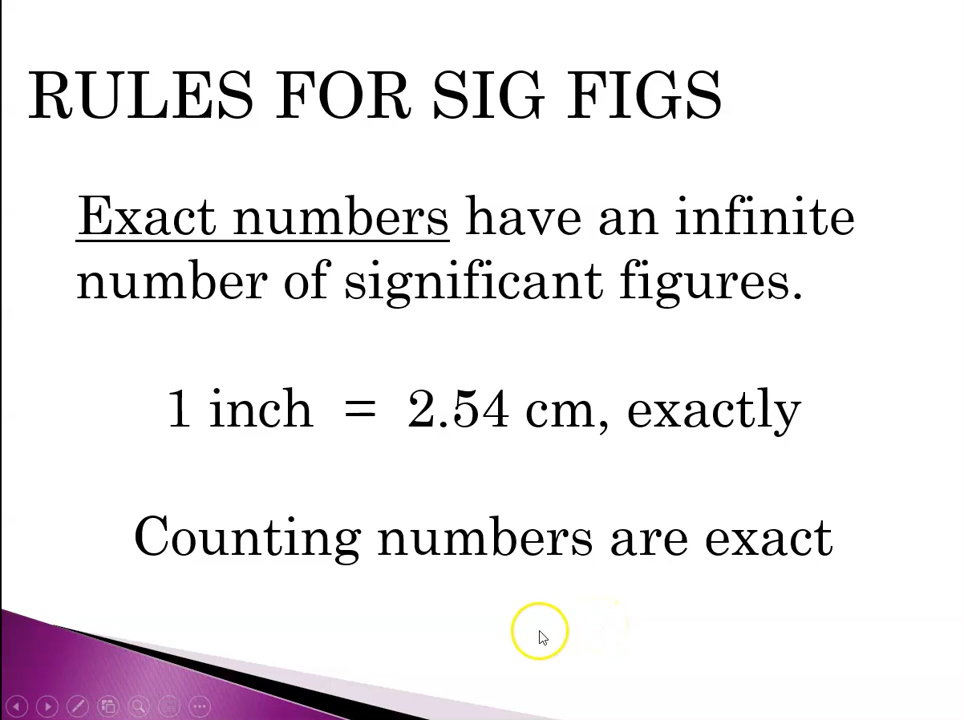 RULES FOR SIG FIGS
Exact numbers have an infinite
number of significant figures.
1 inch = 2.54 cm, exactly
Counting numbers are exact